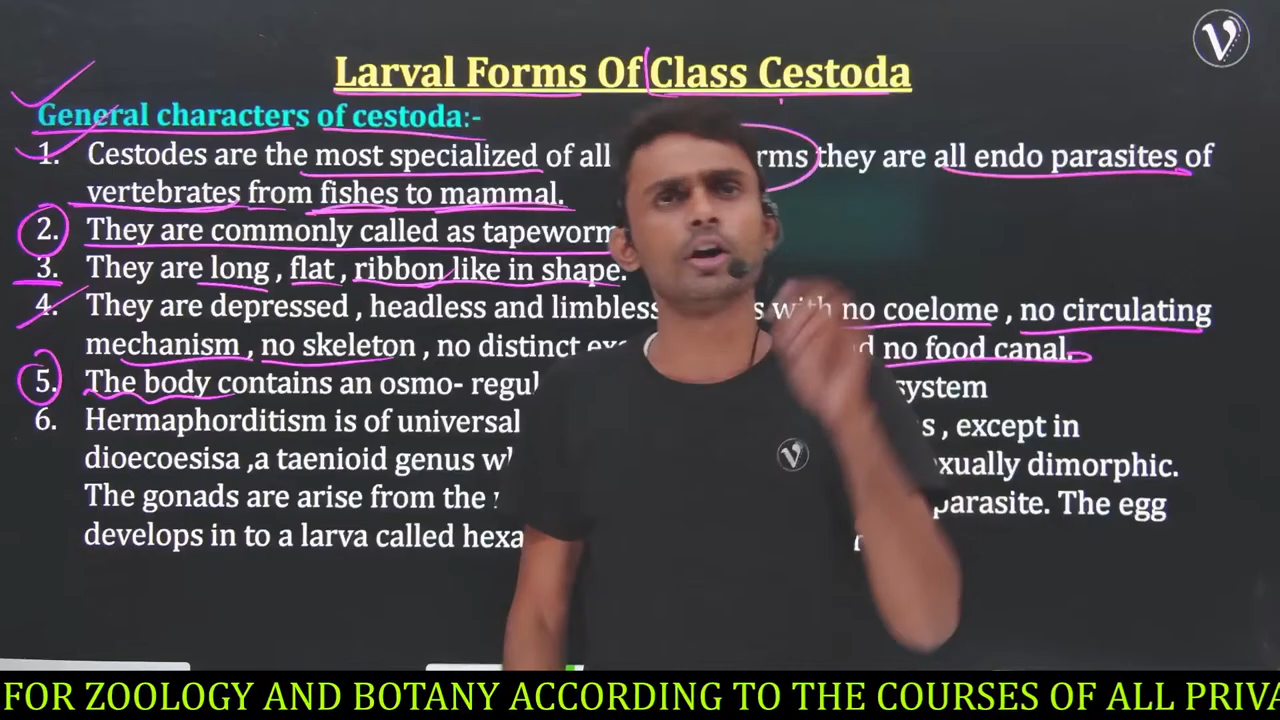 V
Larval Forms Of Class Cestoda
General characters of cestoda:-
1. Cestodes are the most specialized of all they are all endo parasites of
vertebrates from fishes to mammal.
2. They are commonly called as tapeworm
3. They are long , flat , ribbon like in shape.
4. They are depressed , headless and limbless with no coelome , no circulating
mechanism , no skeleton , no distinct no food canal.
5. The body contains an osmo- system
6. Hermaphorditism is of universal , except in
dioecoesisa ,a taenioid genus dimorphic.
The gonads are arise from the parasite. The egg
develops in to a larva called
V
FOR ZOOLOGY AND BOTANY ACCORDING TO THE COURSES OF ALL